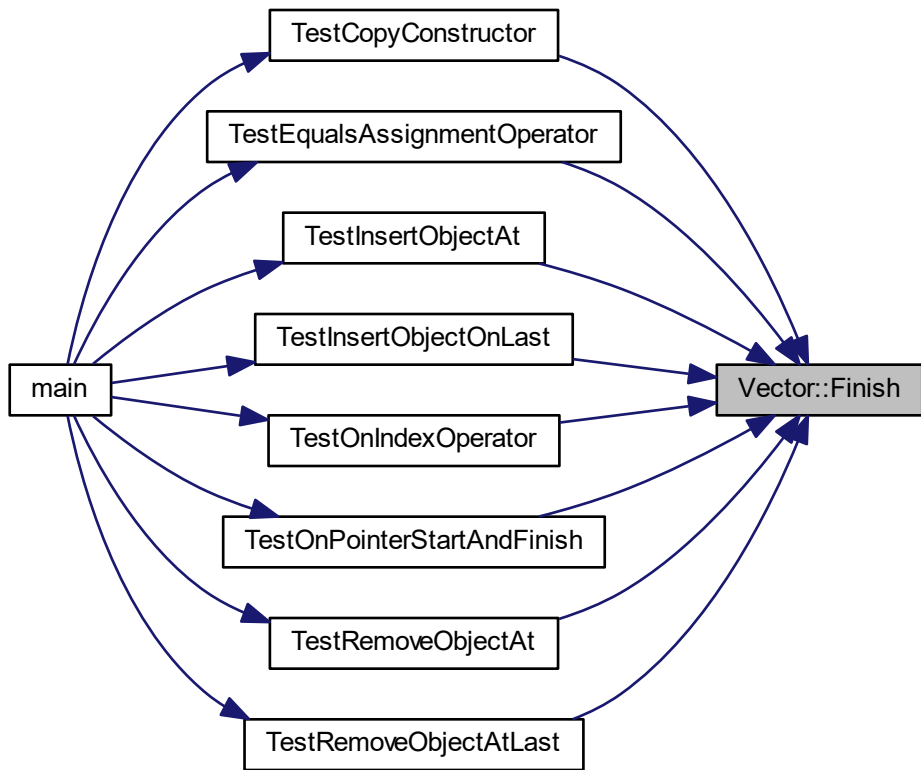 TestCopyConstructor
TestEqualsAssignmentOperator
TestInsertObjectAt
TestInsertObjectOnLast
main
Vector::Finish
TestOnIndexOperator
TestOnPointerStartAndFinish
TestRemoveObjectAt
TestRemoveObjectAtLast